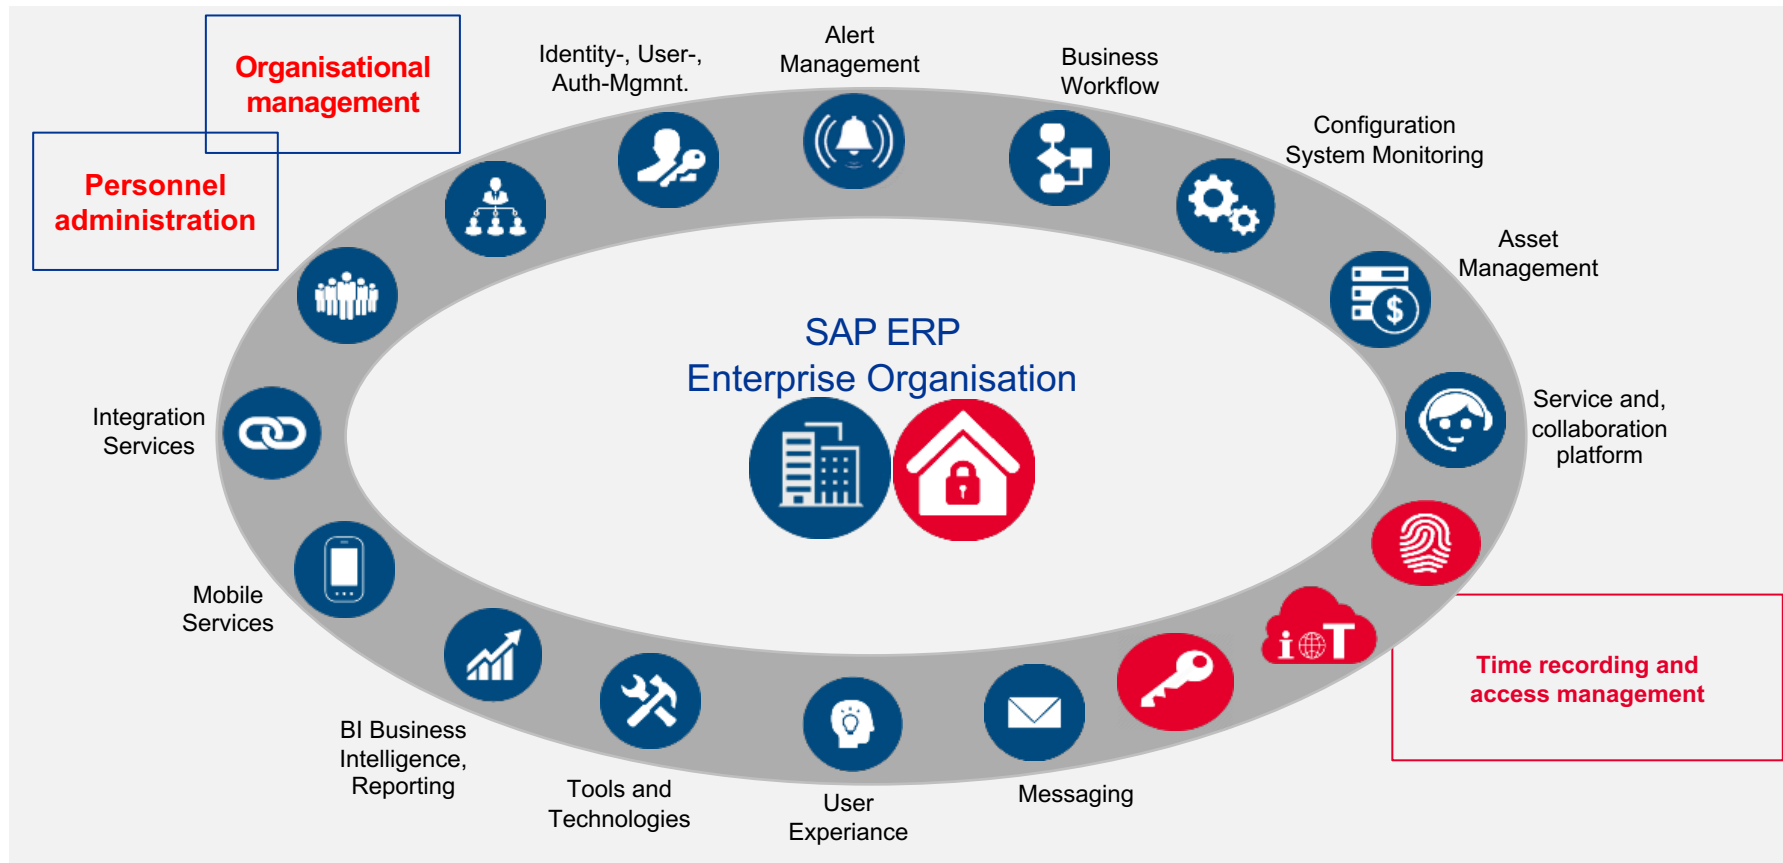 Organisational
management
Personnel
administration
Identity-, User-,
Auth-Mgmnt.
Alert
Management
Business
Workflow
Configuration
System Monitoring
Asset
Management
SAP ERP
Enterprise Organisation
$
Integration
Services
Service and,
collaboration
platform
Mobile
Services
iOT
Time recording and
access management
BI Business
Intelligence,
Reporting
Tools and
Technologies
User
Experiance
Messaging